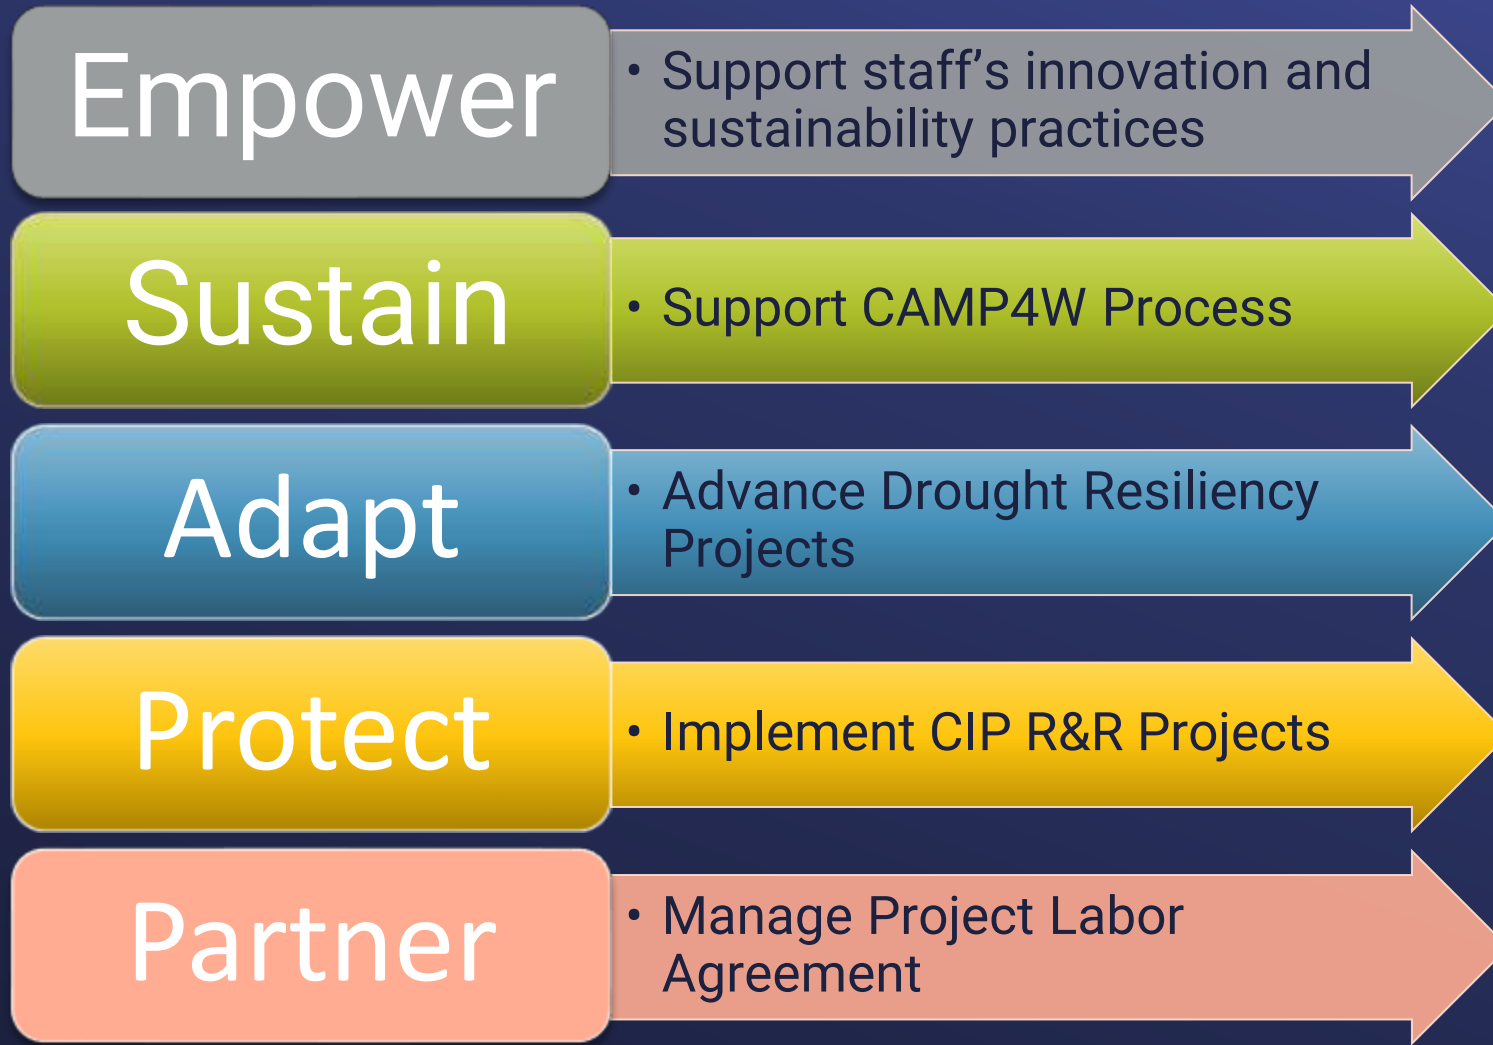 Empower
• Support staff’s innovation and
sustainability practices
Sustain
• Support CAMP4W Process
Adapt
• Advance Drought Resiliency
Projects
Protect
• Implement CIP R&R Projects
Partner
• Manage Project Labor
Agreement